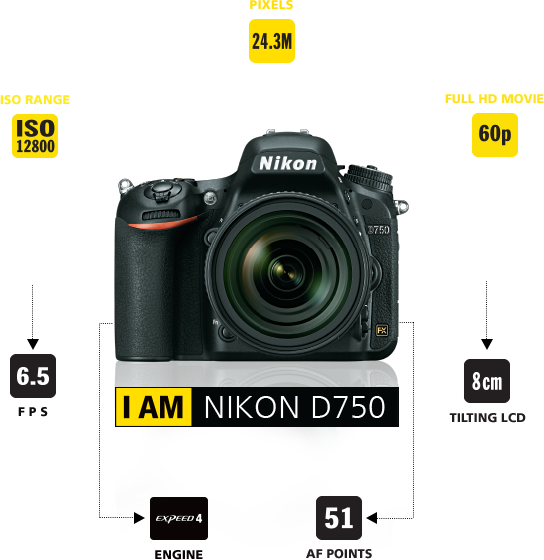 PIXELS
24.3M
ISO RANGE
ISO
12800
FULL HD MOVIE
60p
Nikon
D750
FX
6.5
FPS
8cm
TILTING LCD
I AM NIKON D750
EXPEED 4
ENGINE
51
AF POINTS